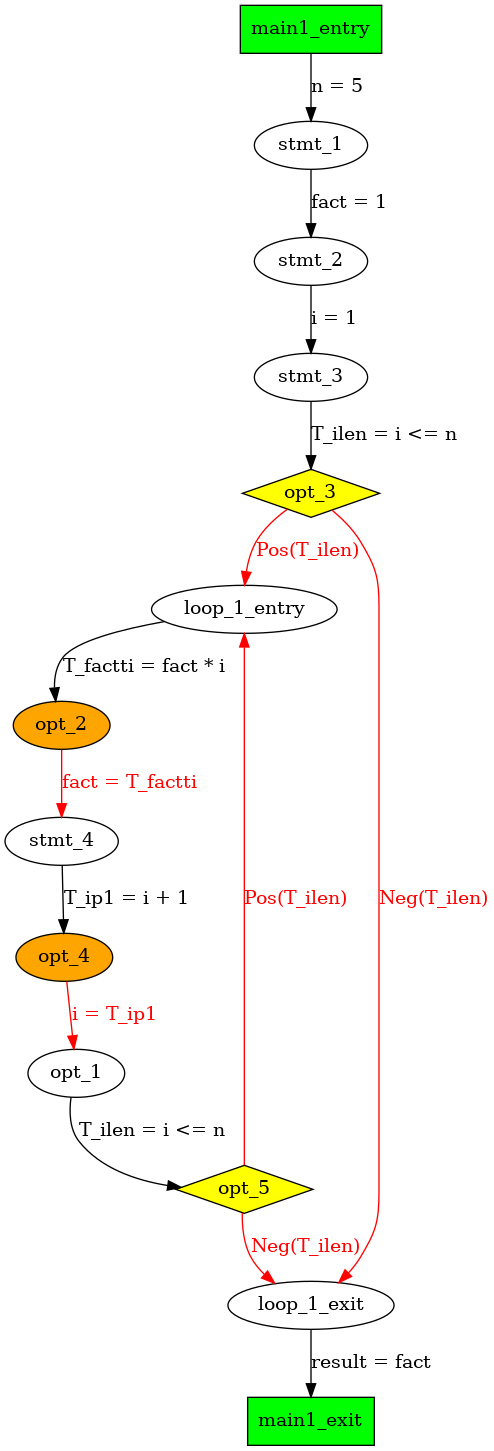 main1_entry
n = 5
stmt_1
fact = 1
stmt_2
i = 1
stmt_3
T_ilen = i <= n
opt_3
Pos(T_ilen)
loop_1_entry
T_factti = fact * i
opt_2
fact = T_factti
stmt_4
T_ip1 = i + 1
Pos(T_ilen)
Neg(T_ilen)
opt_4
i = T_ip1
opt_1
T_ilen = i <= n
opt_5
Neg(T_ilen)
loop_1_exit
result = fact
main1_exit